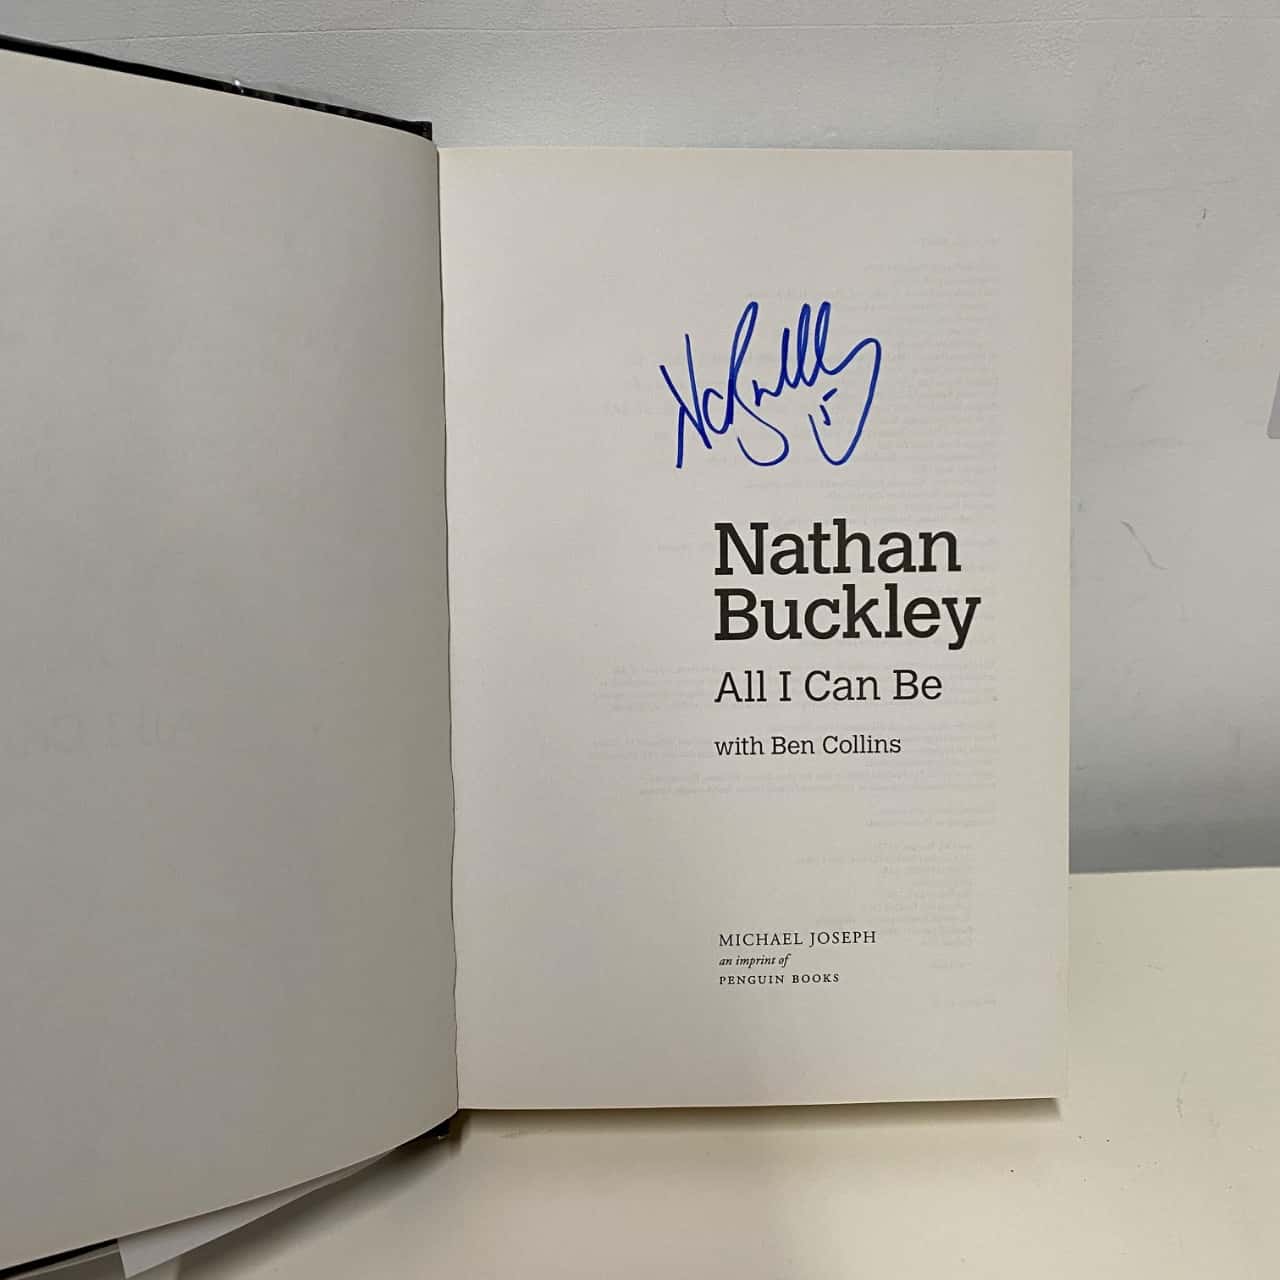 Nathan
Buckley
All I Can Be
with Ben Collins
MICHAEL JOSEPH
an imprint of
PENGUIN BOOKS